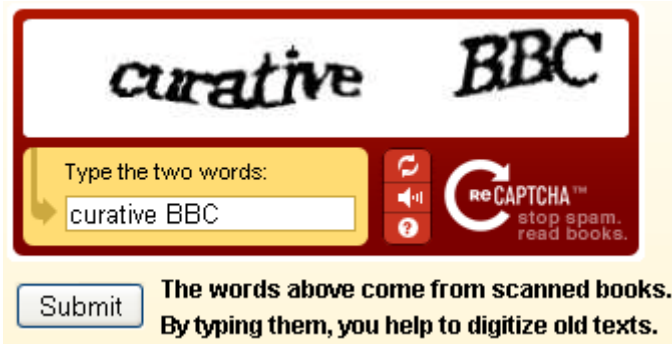 curative BBC
Type the two words:
curative BBC
reCAPTCHA™
stop spam.
read books.
Submit
The words above come from scanned books.
By typing them, you help to digitize old texts.